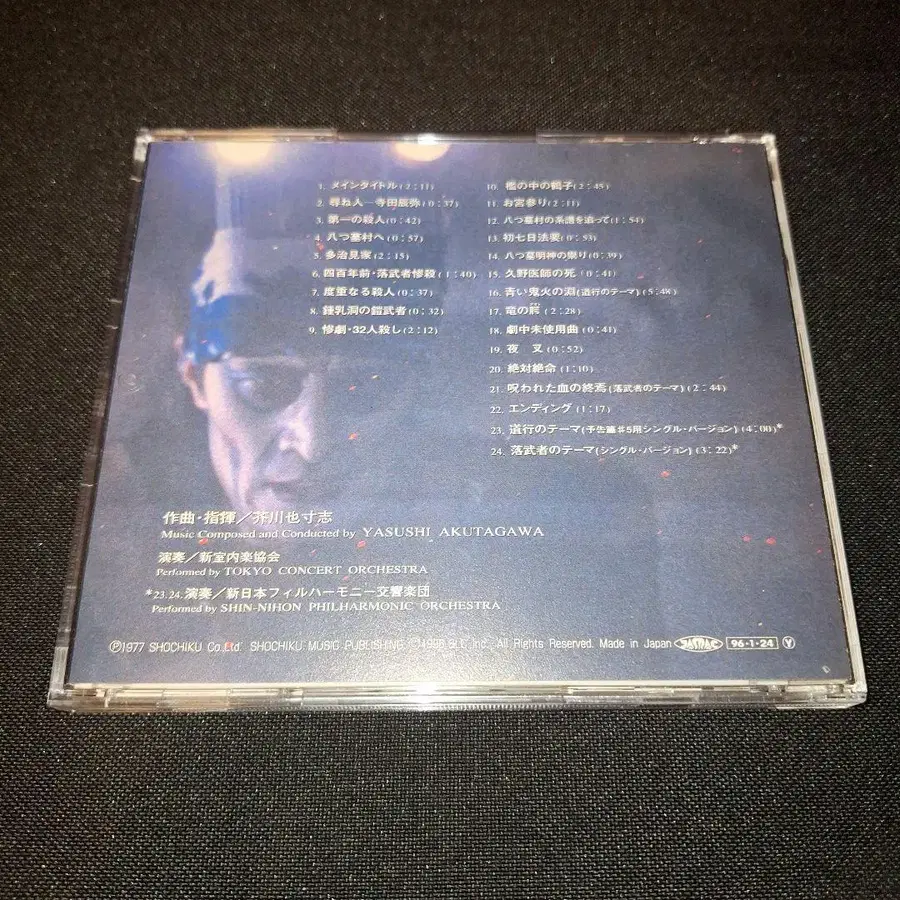 1. メインタイトル(2:11)
2. 尋ね人—寺田辰弥(0:37)
3. 第一の殺人(0:42)
4. 八つ墓村へ(0:57)
5. 多治見家(2:15)
6. 四百年前・落武者惨殺(1:40)
7. 度重なる殺人(0:37)
8. 鍾乳洞の鎧武者(0:32)
9. 惨劇・32人殺し(2:12)
10. 檻の中の鶴子(2:45)
11. お宮参り(2:11)
12. 八つ墓村の系譜を追って(1:54)
13. 初七日法要(0:53)
14. 八つ墓明神の祟り(0:39)
15. 久野医師の死(0:41)
16. 青い鬼火の淵(道行のテーマ)(5:48)
17. 竜の腭(2:28)
18. 劇中未使用曲(0:41)
19. 夜 叉(0:52)
20. 絶対絶命(1:10)
21. 呪われた血の終焉(落武者のテーマ)(2:44)
22. エンディング(1:17)
23. 道行のテーマ(予告篇#5用シングル・バージョン)(4:00)*
24. 落武者のテーマ(シングル・バージョン)(3:22)*
作曲・指揮/芥川也寸志
Music Composed and Conducted by YASUSHI AKUTAGAWA
演奏/新室内楽協会
Performed by TOKYO CONCERT ORCHESTRA
*23.24.演奏/新日本フィルハーモニー交響楽団
Performed by SHIN-NIHON PHILHARMONIC ORCHESTRA
Ⓟ1977 SHOCHIKU Co.Ltd. SHOCHIKU MUSIC PUBLISHING Inc. All Rights Reserved. Made in Japan JASRAC 96・1・24 Ⓨ